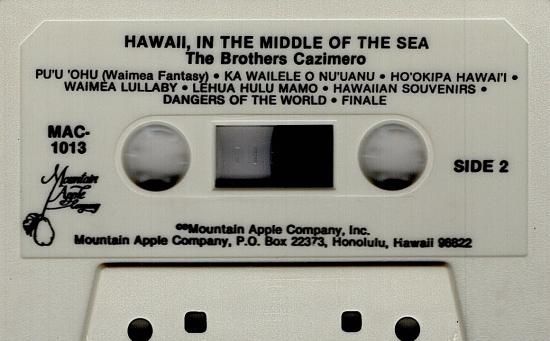 HAWAII, IN THE MIDDLE OF THE SEA
The Brothers Cazimero
PU'U 'OHU (Waimea Fantasy) • KA WAILELE O NU'UANU • HO'OKIPA HAWAI'I •
WAIMEA LULLABY • LEHUA HULU MAMO • HAWAIIAN SOUVENIRS •
DANGERS OF THE WORLD • FINALE
MAC-
1013
SIDE 2
Mountain
Apple
Company
©℗Mountain Apple Company, Inc.
Mountain Apple Company, P.O. Box 22373, Honolulu, Hawaii 96822